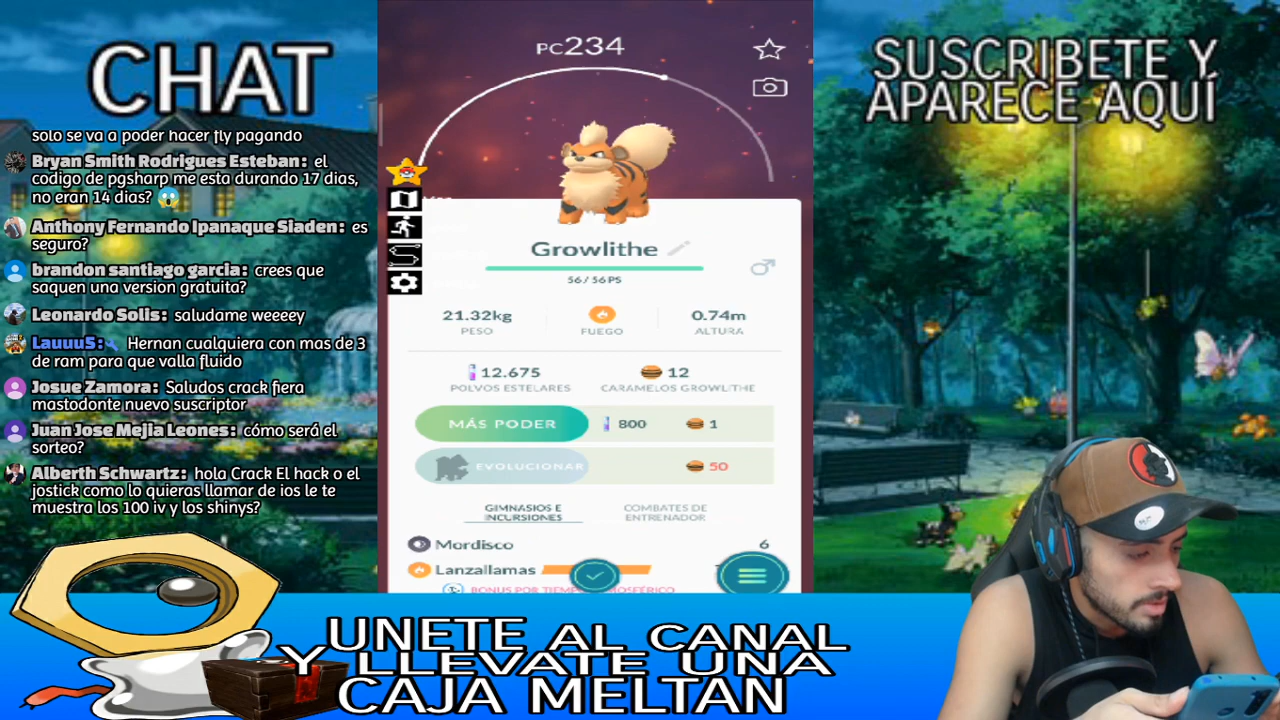 CHAT
solo se va a poder hacer fly pagando
Bryan Smith Rodrigues Esteban: el
codigo de pgsharp me esta durando 17 dias,
no eran 14 dias? 😱
Anthony Fernando Ipanaque Siaden: es
seguro?
brandon santiago garcia: crees que
saquen una version gratuita?
Leonardo Solis: saludame weeeey
LauuuS: Hernan cualquiera con mas de 3
de ram para que valla fluido
Josue Zamora: Saludos crack fiera
mastodonte nuevo suscriptor
Juan Jose Mejia Leones: cómo será el
sorteo?
Alberth Schwartz: hola Crack El hack o el
jostick como lo quieras llamar de ios le te
muestra los 100 iv y los shinys?
PC234
Growlithe
56 / 56 PS
21.32kg
PESO
FUEGO
0.74m
ALTURA
12.675
POLVOS ESTELARES
12
CARAMELOS GROWLITHE
MÁS PODER
800
1
EVOLUCIONAR
50
GIMNASIOS E
INCURSIONES
COMBATES DE
ENTRENADOR
Mordisco
6
Lanzallamas
BONUS POR TIEMPO
SUSCRIBETE Y
APARECE AQUÍ
UNETE AL CANAL
Y LLEVATE UNA
CAJA MELTAN